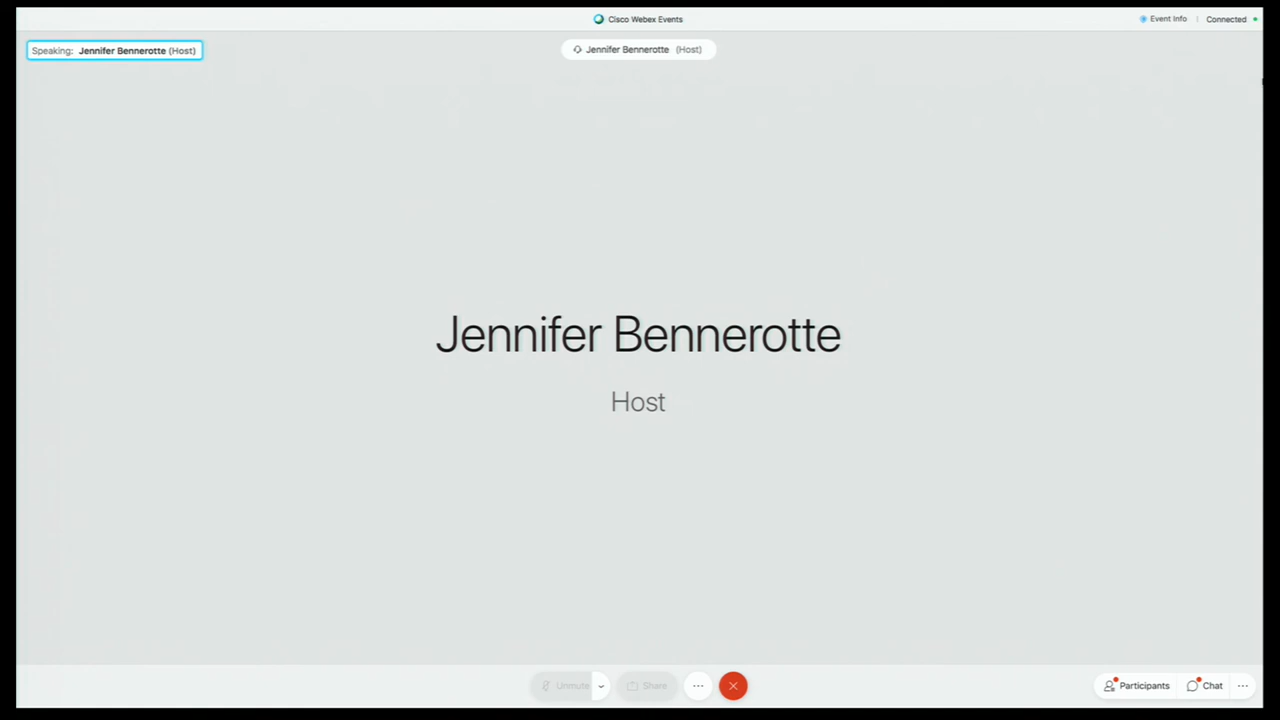 Cisco Webex Events
Event Info
Connected
Speaking: Jennifer Bennerotte (Host)
Jennifer Bennerotte (Host)
Jennifer Bennerotte
Host
Unmute
Share
Participants
Chat